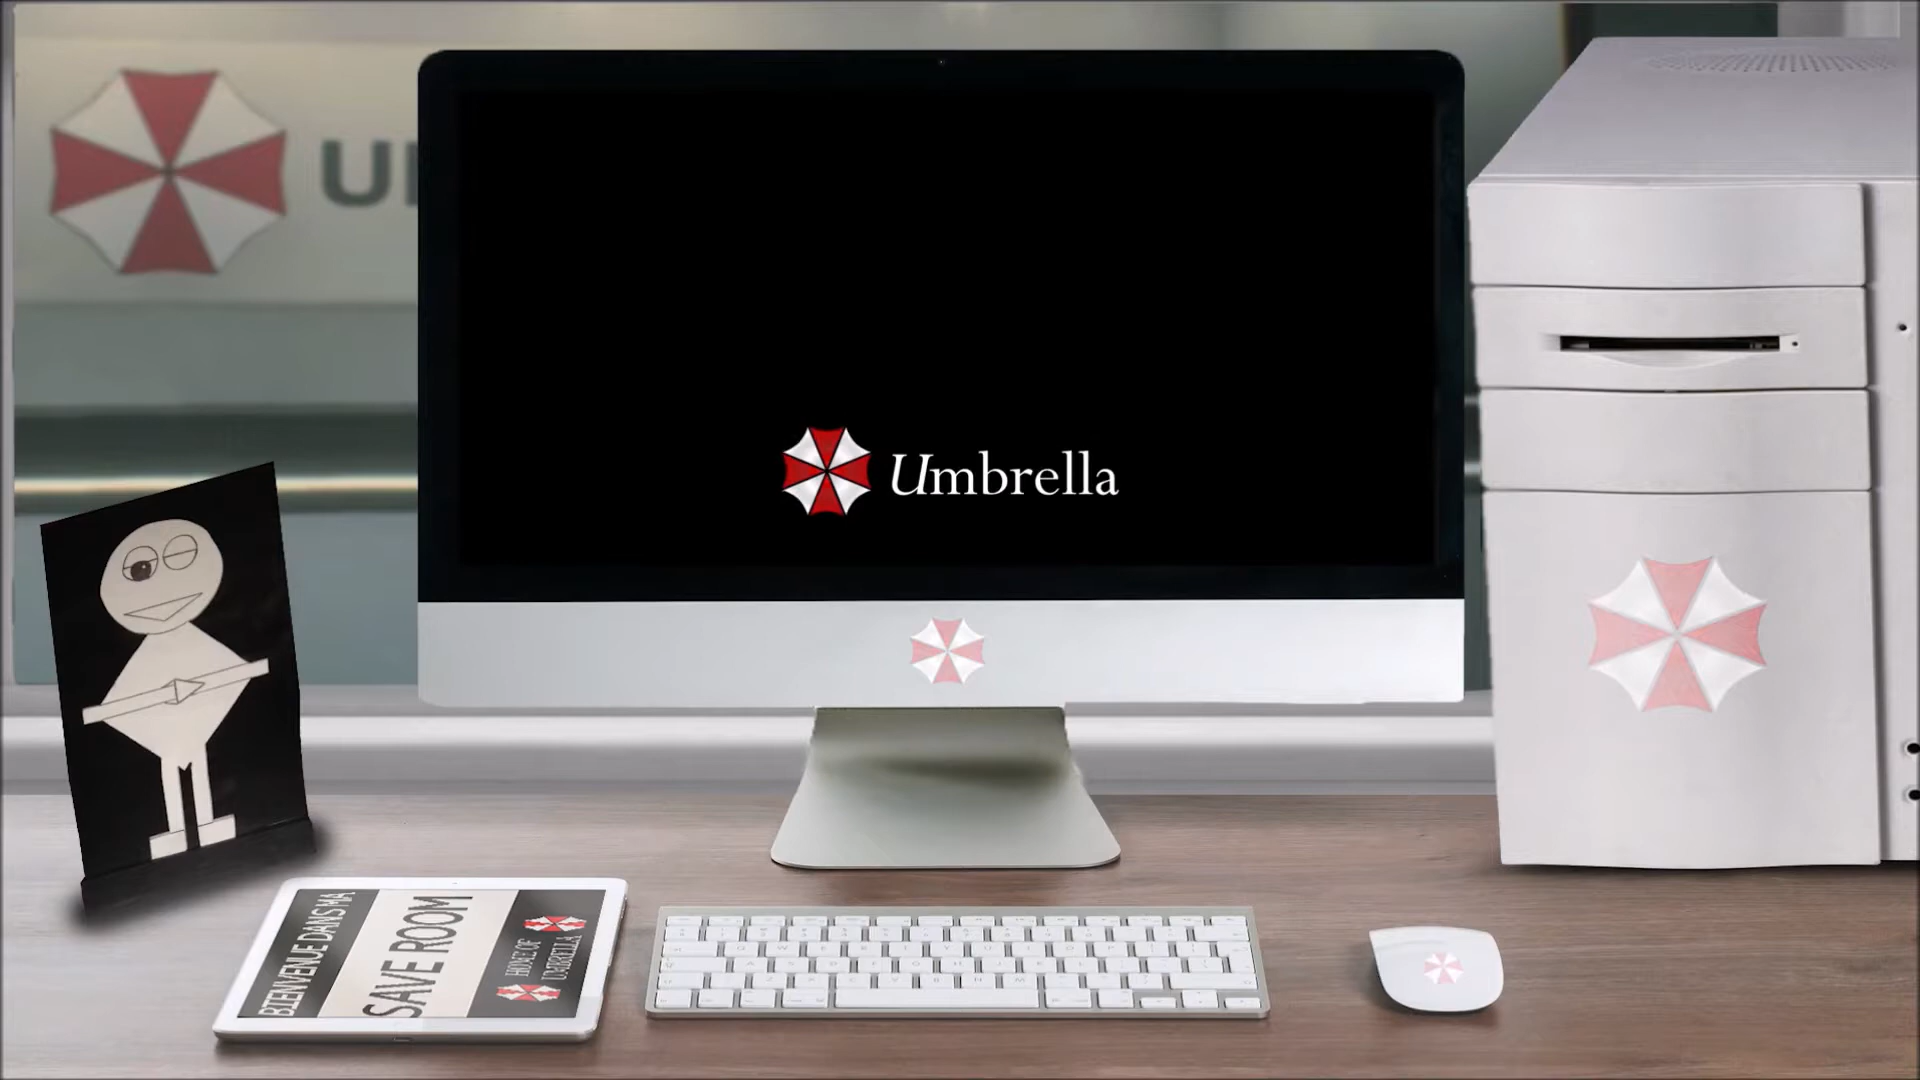 U
Umbrella
BIENVENUE DANS MA
SAVE ROOM
HOME OF
UMBRELLA